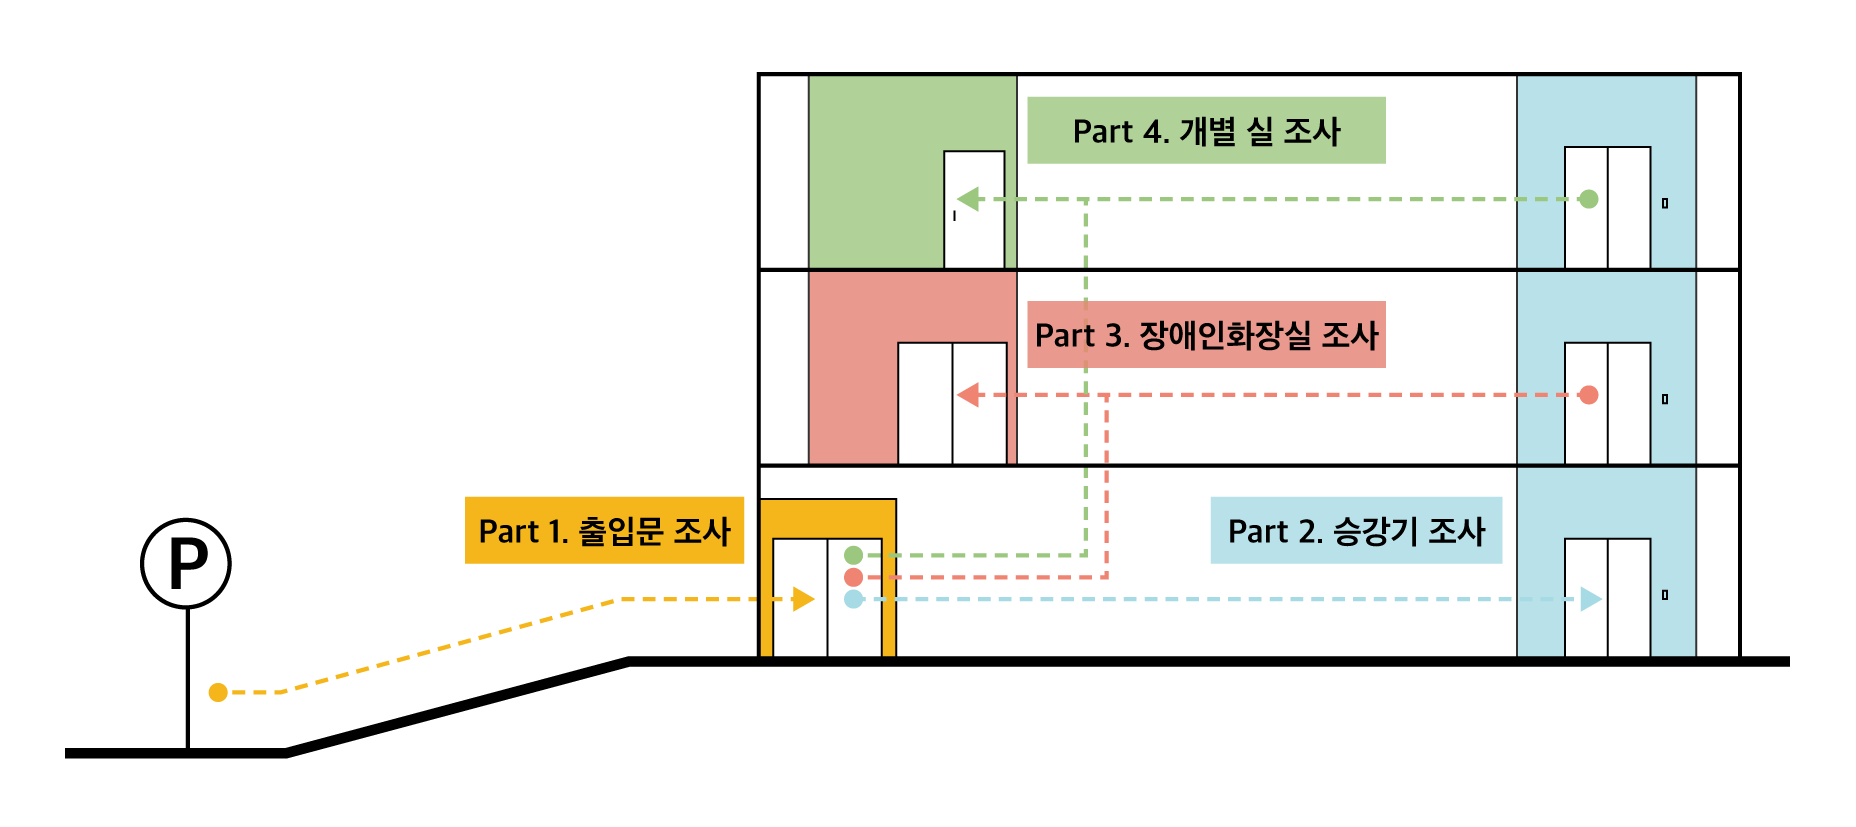 Part 4. 개별 실 조사
Part 3. 장애인화장실 조사
Part 1. 출입문 조사
Part 2. 승강기 조사
P